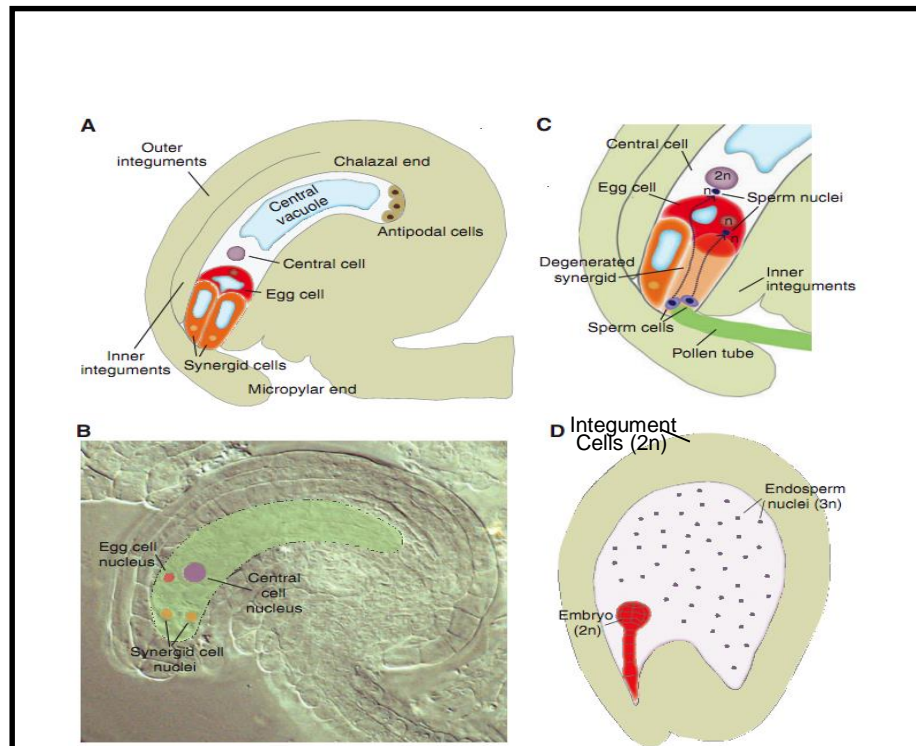 A
Outer
integuments
Chalazal end
Central
vacuole
Antipodal cells
Central cell
Egg cell
Inner
integuments
Synergid cells
Micropylar end
B
Egg cell
nucleus
Central
cell
nucleus
Synergid cell
nuclei
C
Central cell
2n
Egg cell
n
Sperm nuclei
n
n
Degenerated
synergid
Inner
integuments
Sperm cells
Pollen tube
D
Integument
Cells (2n)
Endosperm
nuclei (3n)
Embryo
(2n)